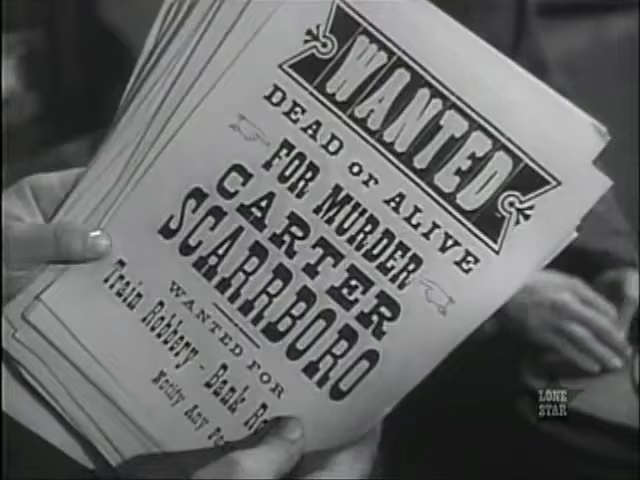 WANTED
DEAD or ALIVE
FOR MURDER
CARTER
SCARRBORO
WANTED FOR
Train Robbery - Bank
Notify Any
LONE
STAR